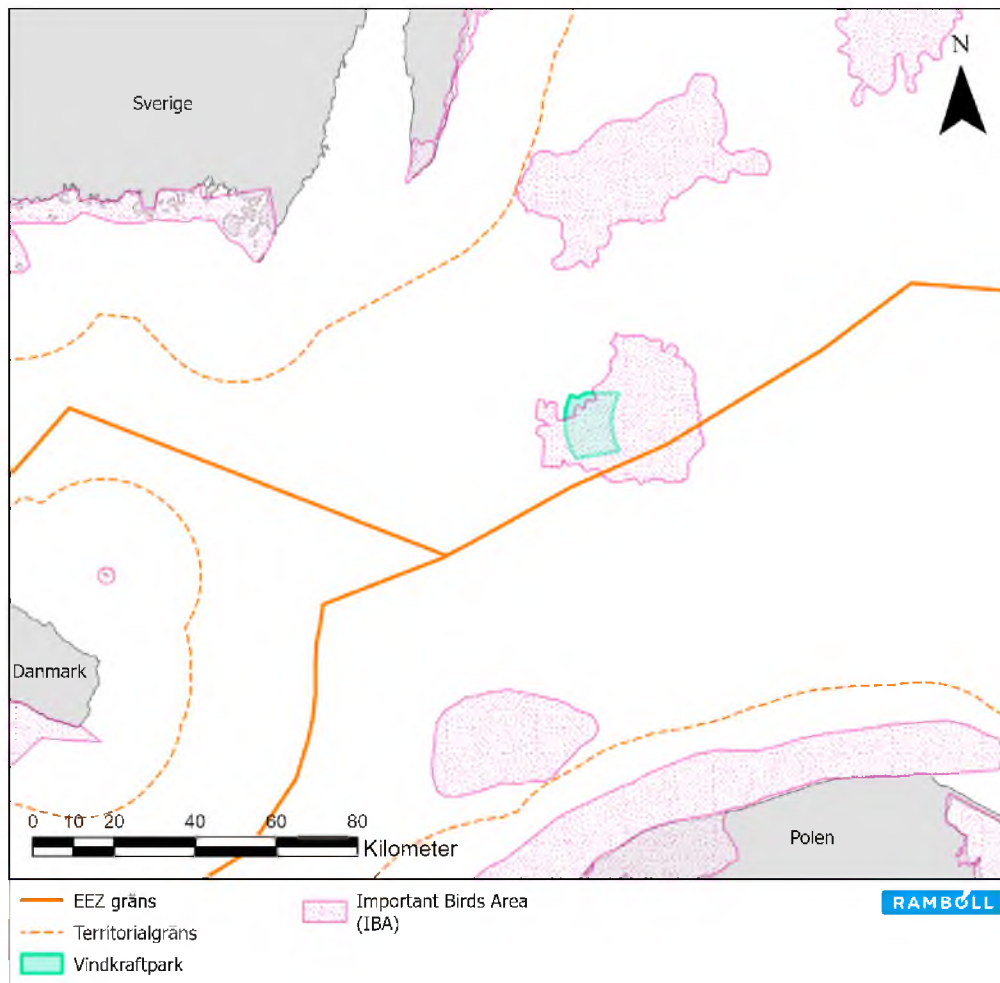 Sverige
N
Danmark
Polen
0 10 20 40 60 80
Kilometer
EEZ gräns
Territorialgräns
Vindkraftpark
Important Birds Area
(IBA)
RAMBOLL